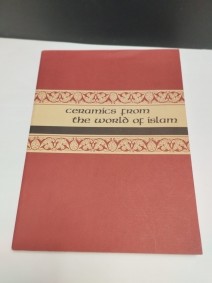 ceramics from
the world of islam